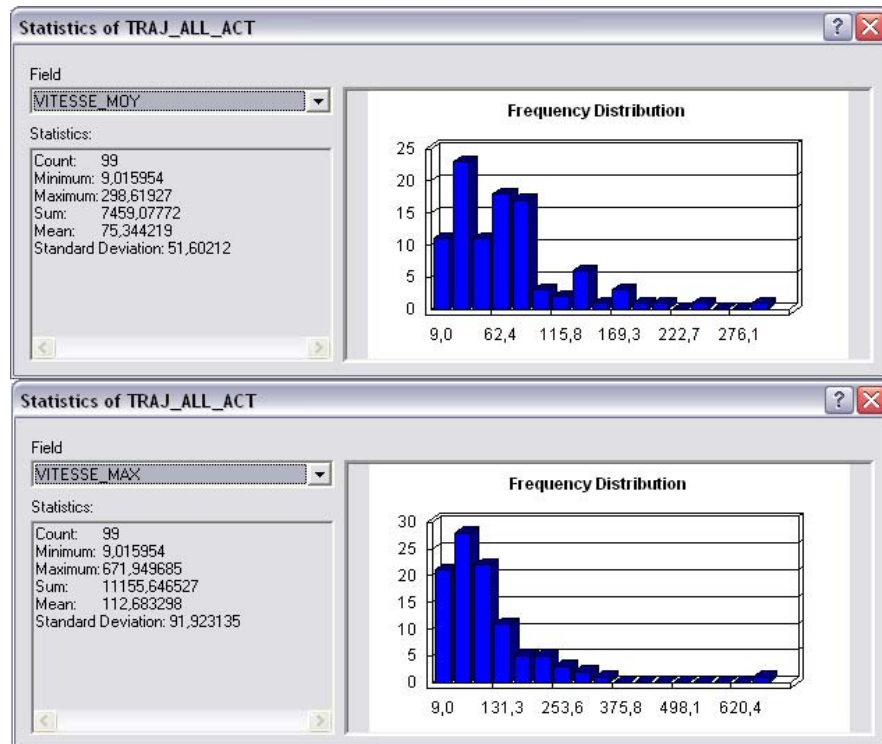 Statistics of TRAJ_ALL_ACT
Field
VITESSE_MOY
Statistics:
Count: 99
Minimum: 9,015954
Maximum: 298,61927
Sum: 7459,07772
Mean: 75,344219
Standard Deviation: 51,60212
Frequency Distribution
25
20
15
10
5
0
9,0 62,4 115,8 169,3 222,7 276,1
Statistics of TRAJ_ALL_ACT
Field
VITESSE_MAX
Statistics:
Count: 99
Minimum: 9,015954
Maximum: 671,949685
Sum: 11155,646527
Mean: 112,683298
Standard Deviation: 91,923135
Frequency Distribution
30
25
20
15
10
5
0
9,0 131,3 253,6 375,8 498,1 620,4